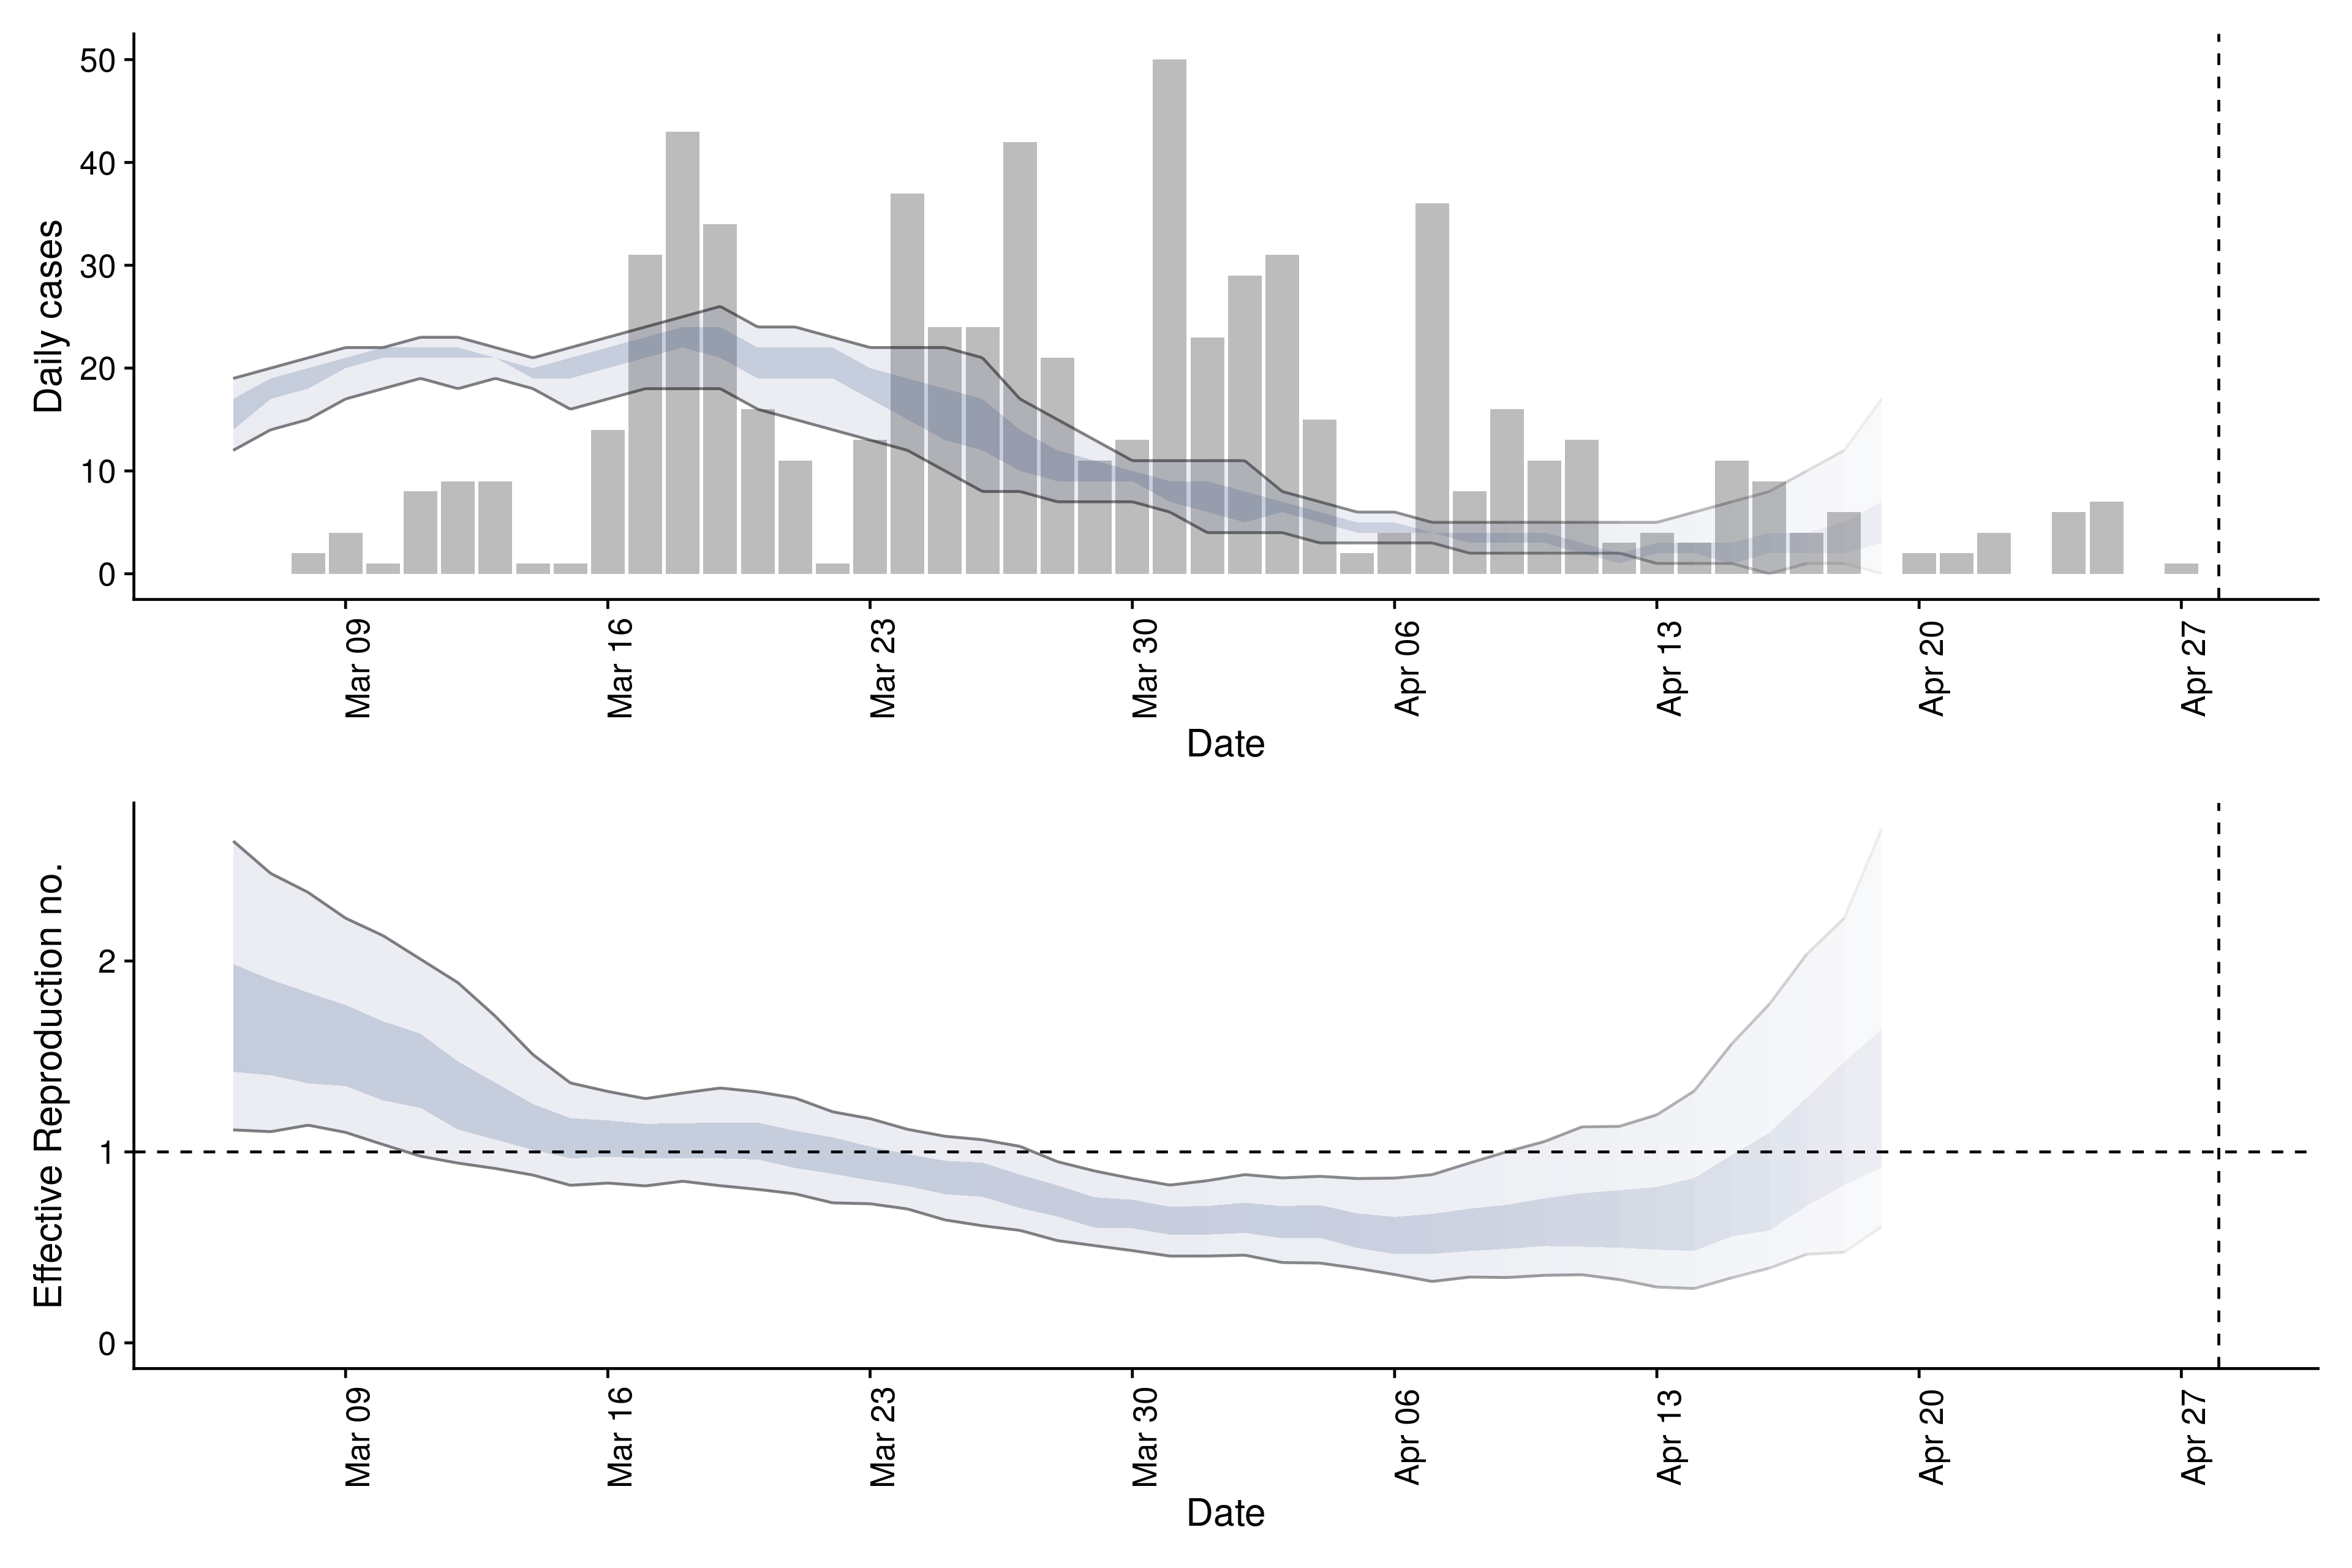 Daily cases
50
40
30
20
10
0
Mar 09
Mar 16
Mar 23
Mar 30
Apr 06
Apr 13
Apr 20
Apr 27
Date
Effective Reproduction no.
2
1
0
Mar 09
Mar 16
Mar 23
Mar 30
Apr 06
Apr 13
Apr 20
Apr 27
Date